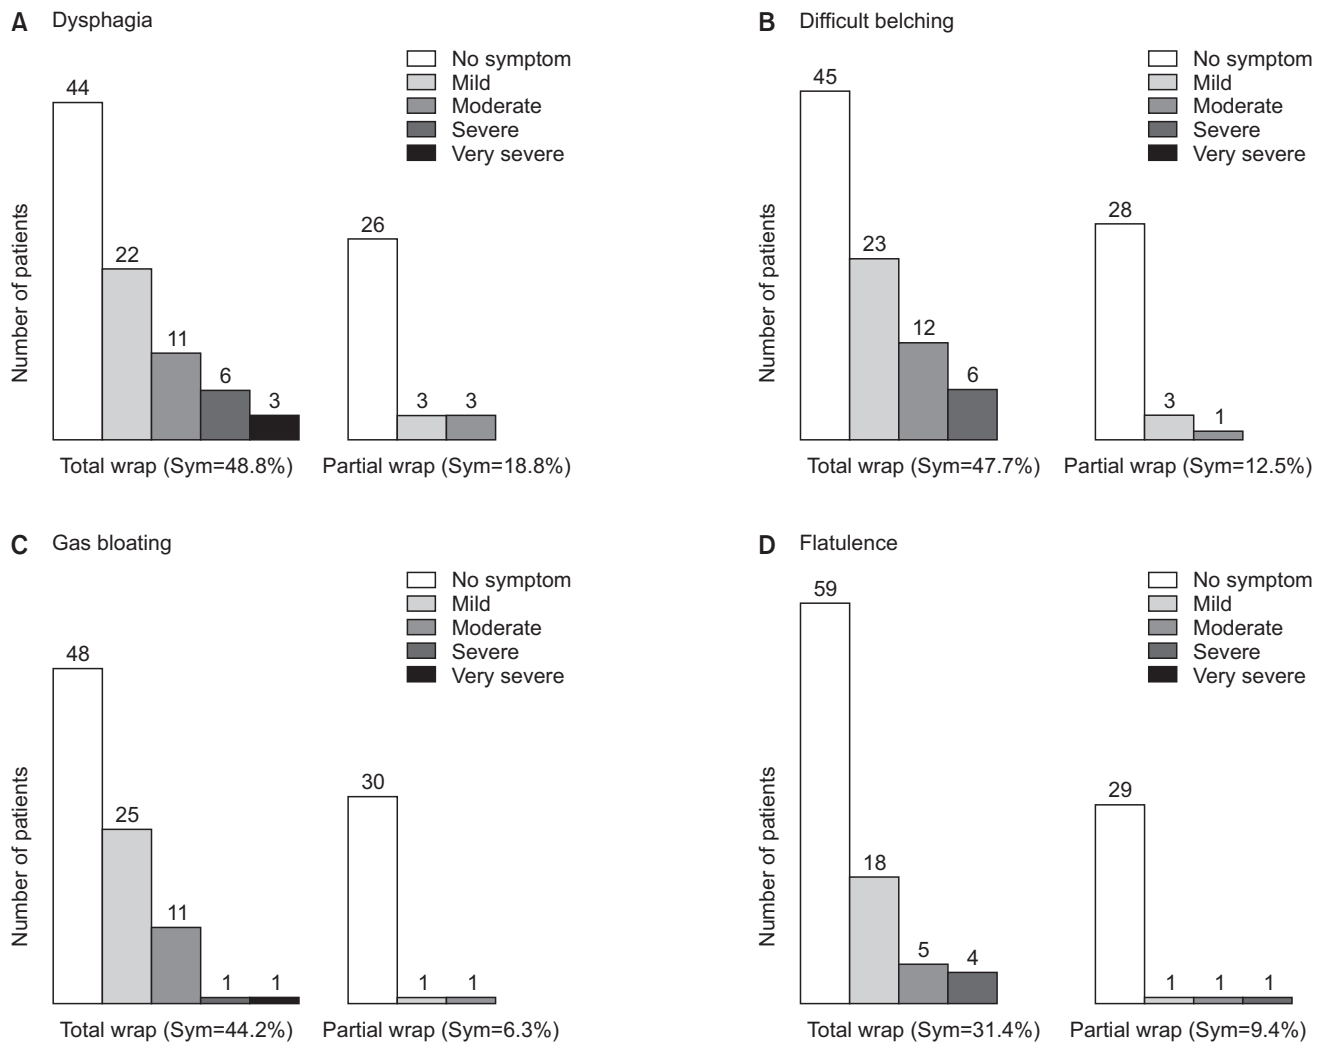 A Dysphagia
No symptom
Mild
Moderate
Severe
Very severe
Number of patients
44
22
11
6
3
26
3
3
Total wrap (Sym=48.8%)
Partial wrap (Sym=18.8%)
B Difficult belching
No symptom
Mild
Moderate
Severe
Very severe
Number of patients
45
23
12
6
28
3
1
Total wrap (Sym=47.7%)
Partial wrap (Sym=12.5%)
C Gas bloating
No symptom
Mild
Moderate
Severe
Very severe
Number of patients
48
25
11
1
1
30
1
1
Total wrap (Sym=44.2%)
Partial wrap (Sym=6.3%)
D Flatulence
No symptom
Mild
Moderate
Severe
Very severe
Number of patients
59
18
5
4
29
1
1
1
Total wrap (Sym=31.4%)
Partial wrap (Sym=9.4%)